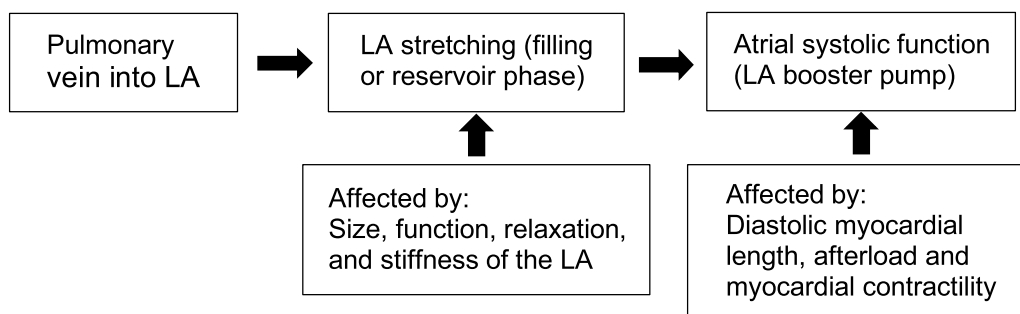 Pulmonary
vein into LA
LA stretching (filling
or reservoir phase)
Atrial systolic function
(LA booster pump)
Affected by:
Size, function, relaxation,
and stiffness of the LA
Affected by:
Diastolic myocardial
length, afterload and
myocardial contractility